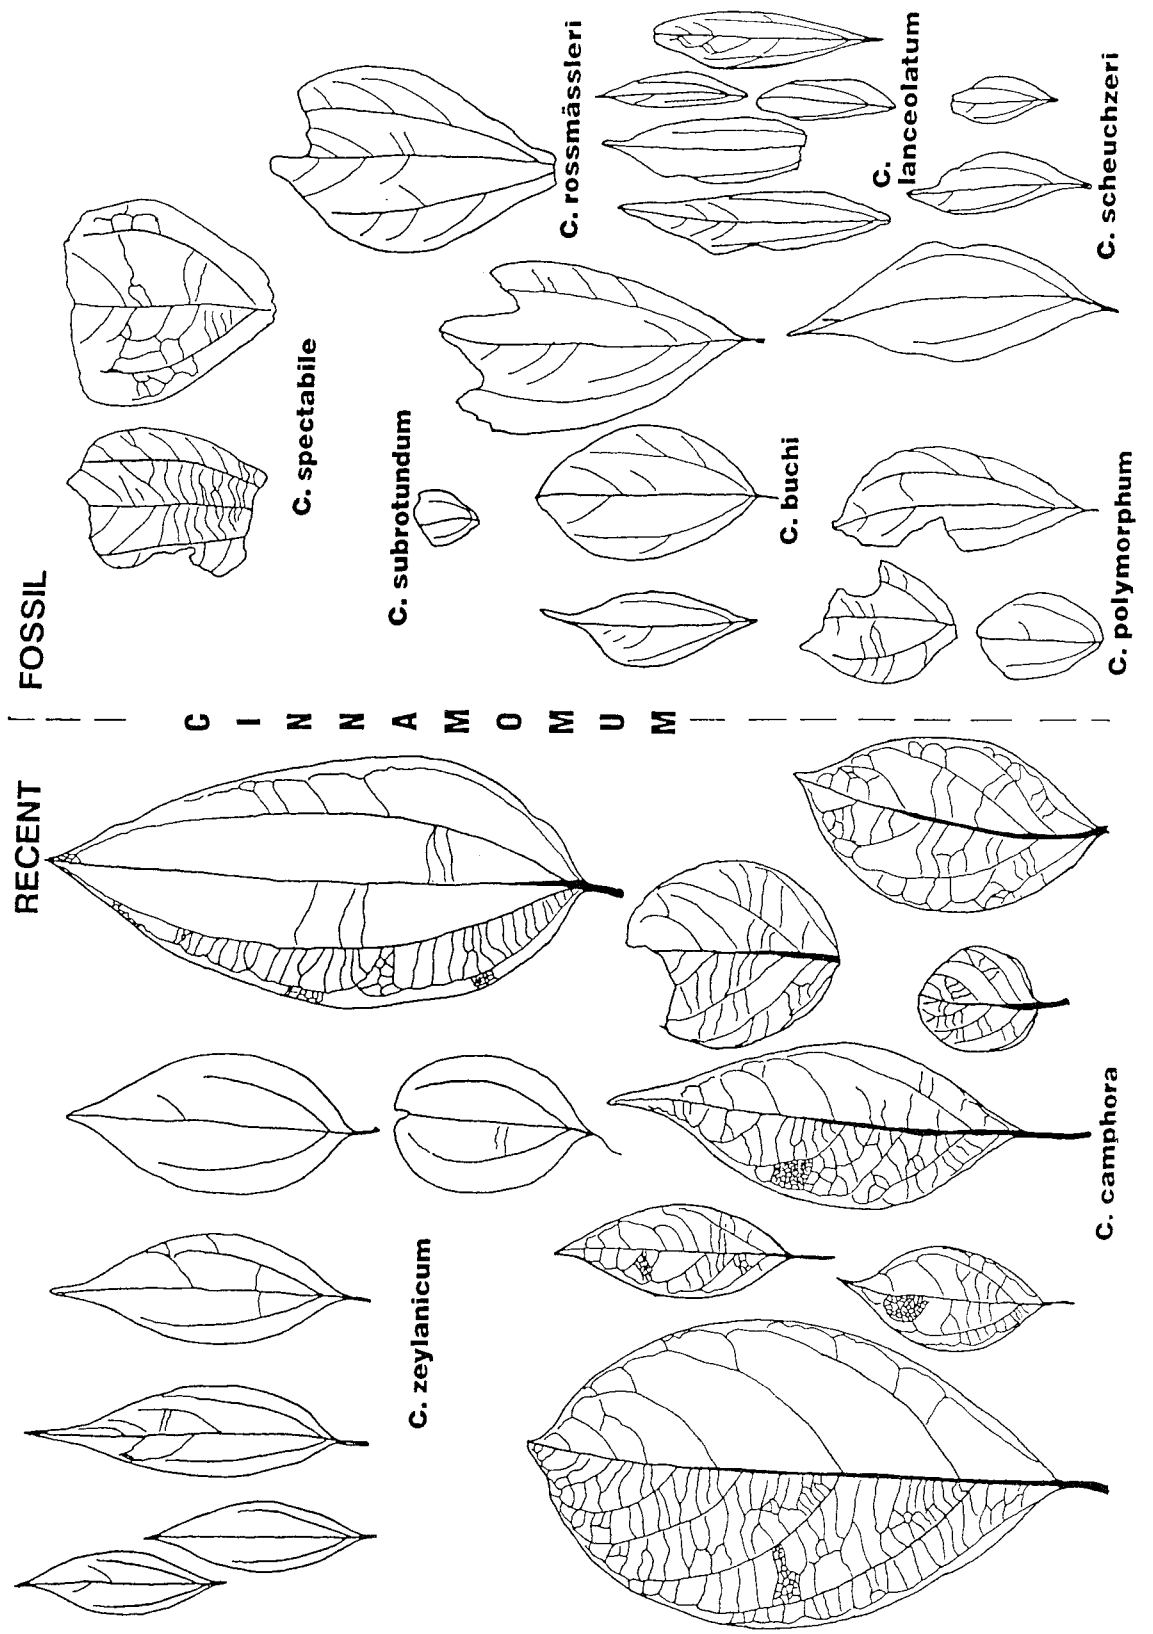 RECENT
FOSSIL
CINNAMOMUM
C. zeylanicum
C. camphora
C. spectabile
C. subrotundum
C. rossmässleri
C. buchi
C. lanceolatum
C. polymorphum
C. scheuchzeri